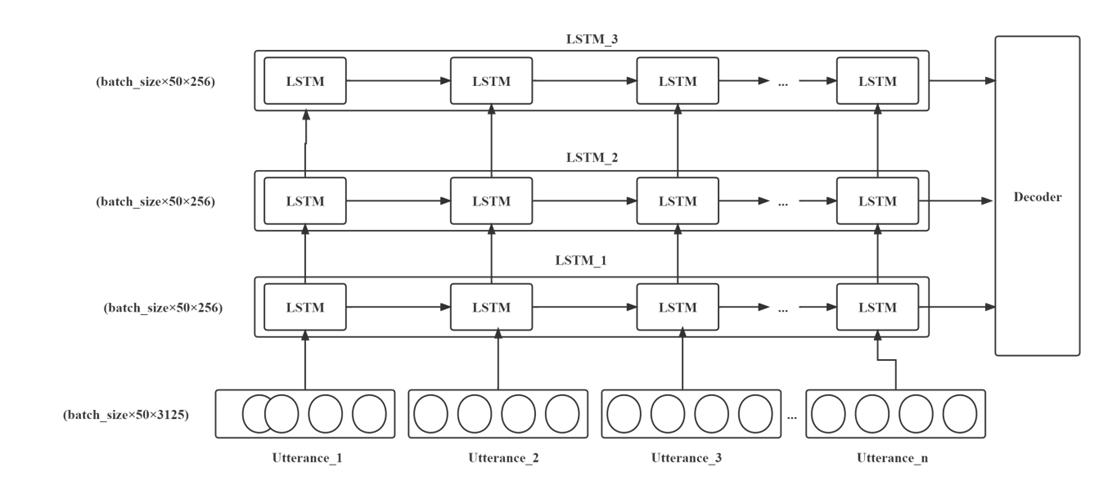 LSTM_3
(batch_size×50×256)
LSTM
LSTM
LSTM
...
LSTM
LSTM_2
(batch_size×50×256)
LSTM
LSTM
LSTM
...
LSTM
Decoder
LSTM_1
(batch_size×50×256)
LSTM
LSTM
LSTM
...
LSTM
(batch_size×50×3125)
...
Utterance_1
Utterance_2
Utterance_3
Utterance_n